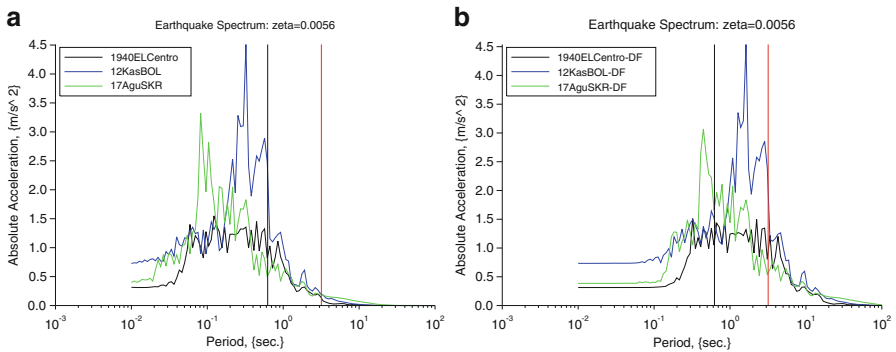 a
Earthquake Spectrum: zeta=0.0056
4.5
4.0
3.5
3.0
2.5
2.0
1.5
1.0
0.5
0.0
Absolute Acceleration, {m/s^ 2}
1940ELCentro
12KasBOL
17AguSKR
10-3
10-2
10-1
100
101
102
Period, {sec.}
b
Earthquake Spectrum: zeta=0.0056
4.5
4.0
3.5
3.0
2.5
2.0
1.5
1.0
0.5
0.0
Absolute Acceleration, {m/s^ 2}
1940ELCentro-DF
12KasBOL-DF
17AguSKR-DF
10-3
10-2
10-1
100
101
102
Period, {sec.}